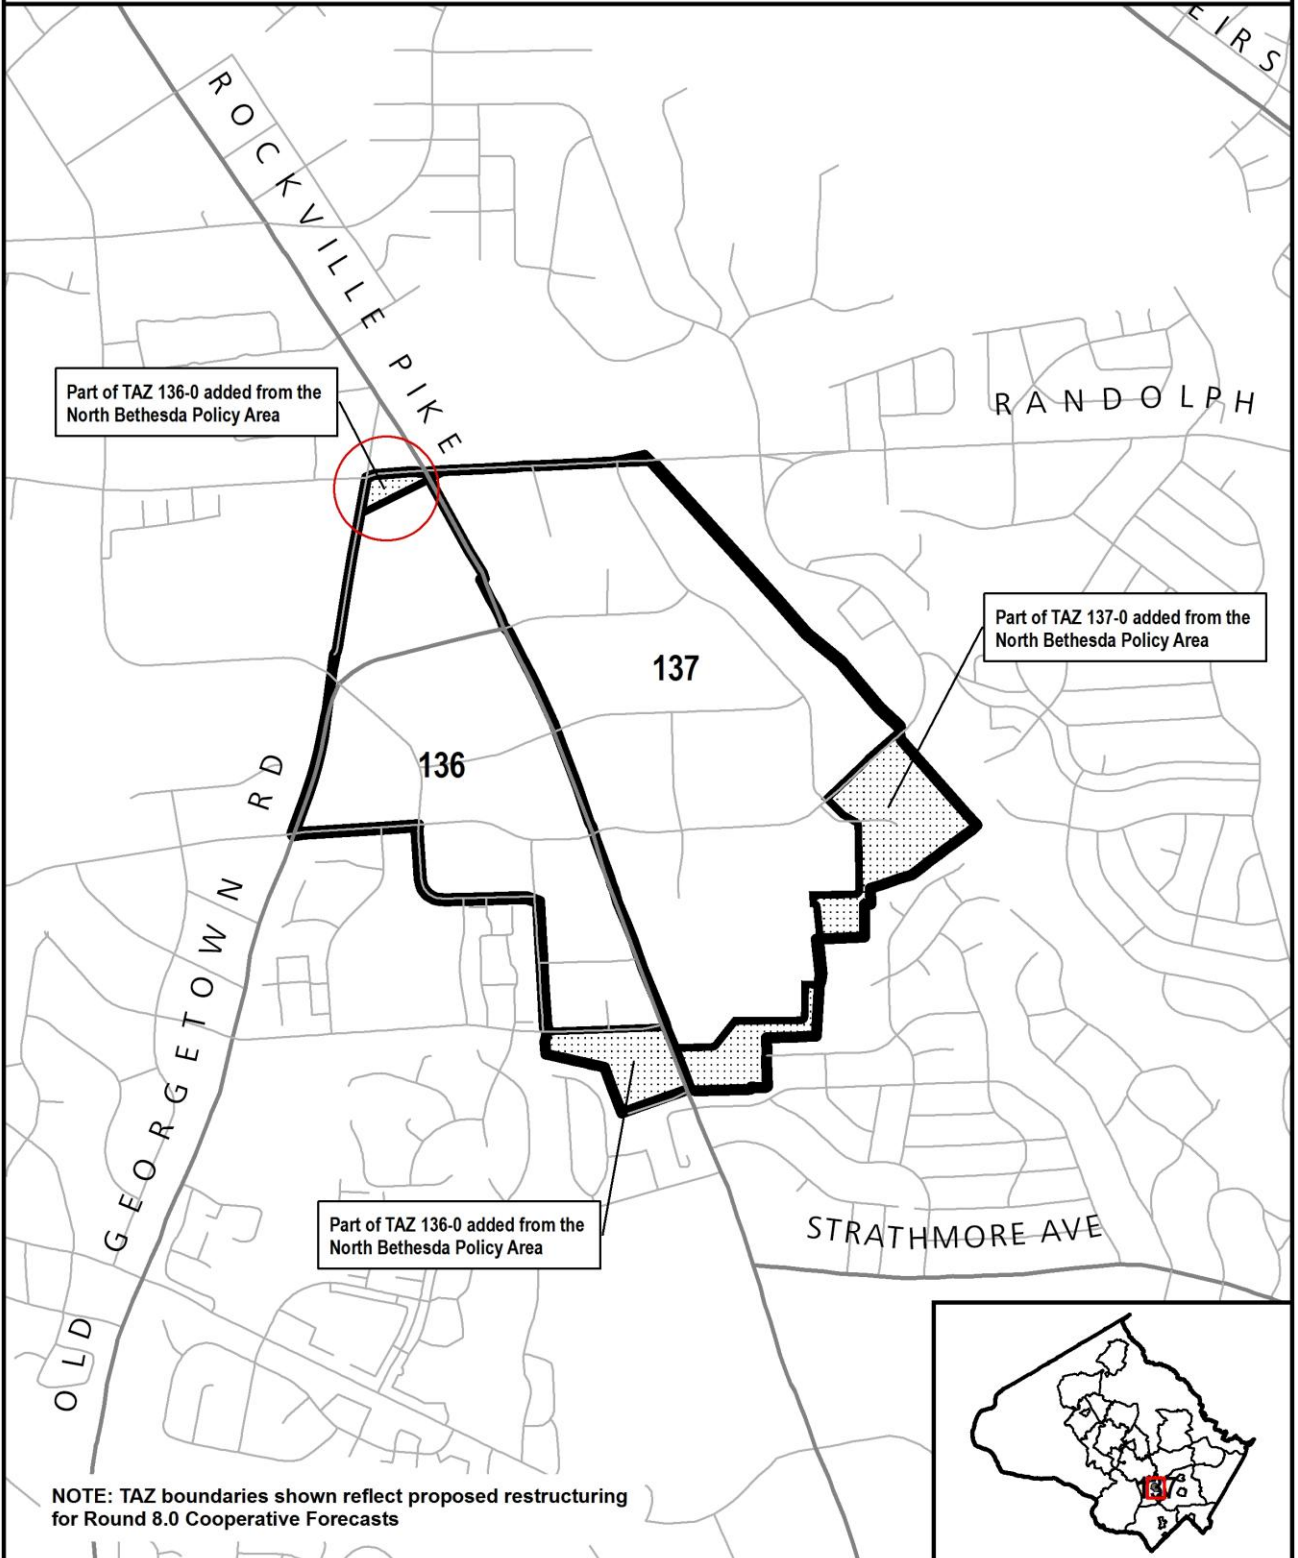 EIRS
ROCKVILLE PIKE
Part of TAZ 136-0 added from the
North Bethesda Policy Area
RANDOLPH
Part of TAZ 137-0 added from the
North Bethesda Policy Area
137
136
OLD GEORGETOWN RD
Part of TAZ 136-0 added from the
North Bethesda Policy Area
STRATHMORE AVE
NOTE: TAZ boundaries shown reflect proposed restructuring
for Round 8.0 Cooperative Forecasts